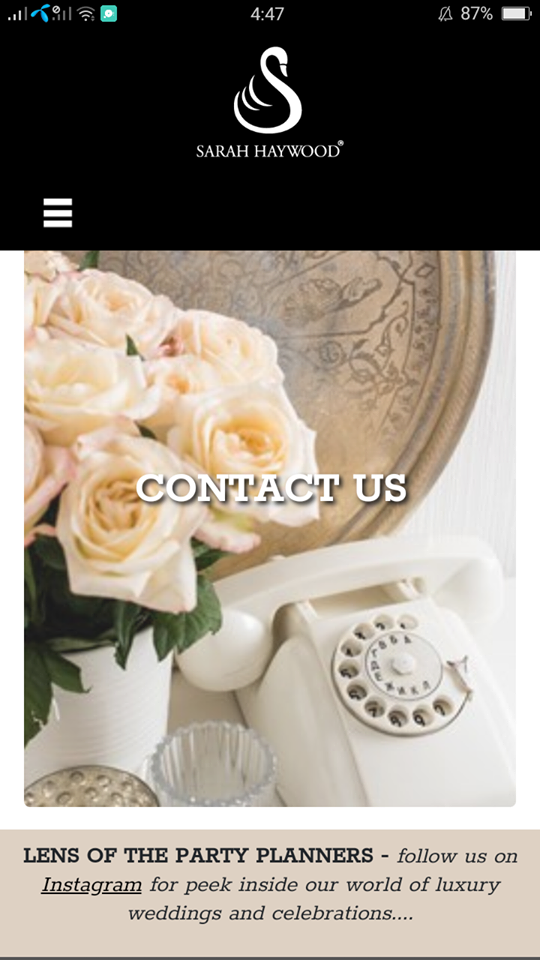 4:47
87%
SARAH HAYWOOD®
CONTACT US
LENS OF THE PARTY PLANNERS - follow us on
Instagram for peek inside our world of luxury
weddings and celebrations....